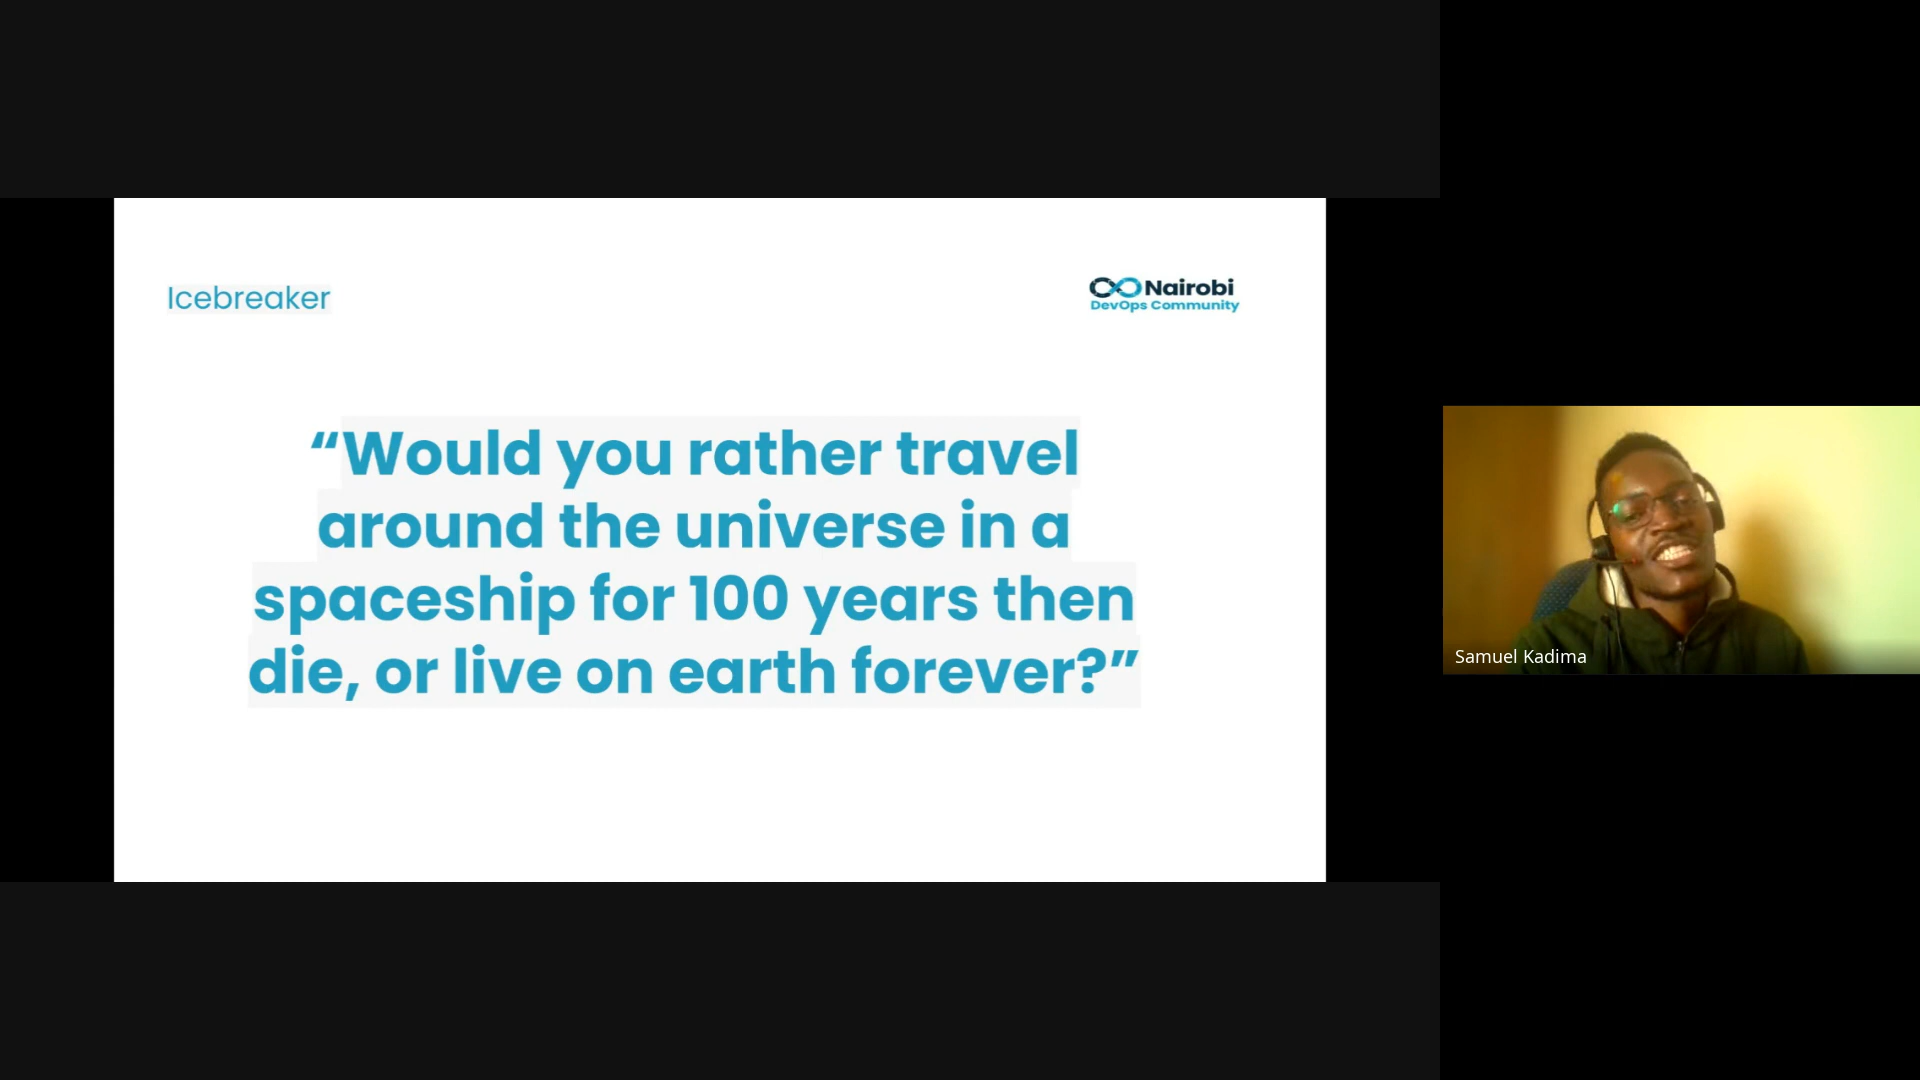 Icebreaker
Nairobi
DevOps Community
“Would you rather travel
around the universe in a
spaceship for 100 years then
die, or live on earth forever?”
Samuel Kadima